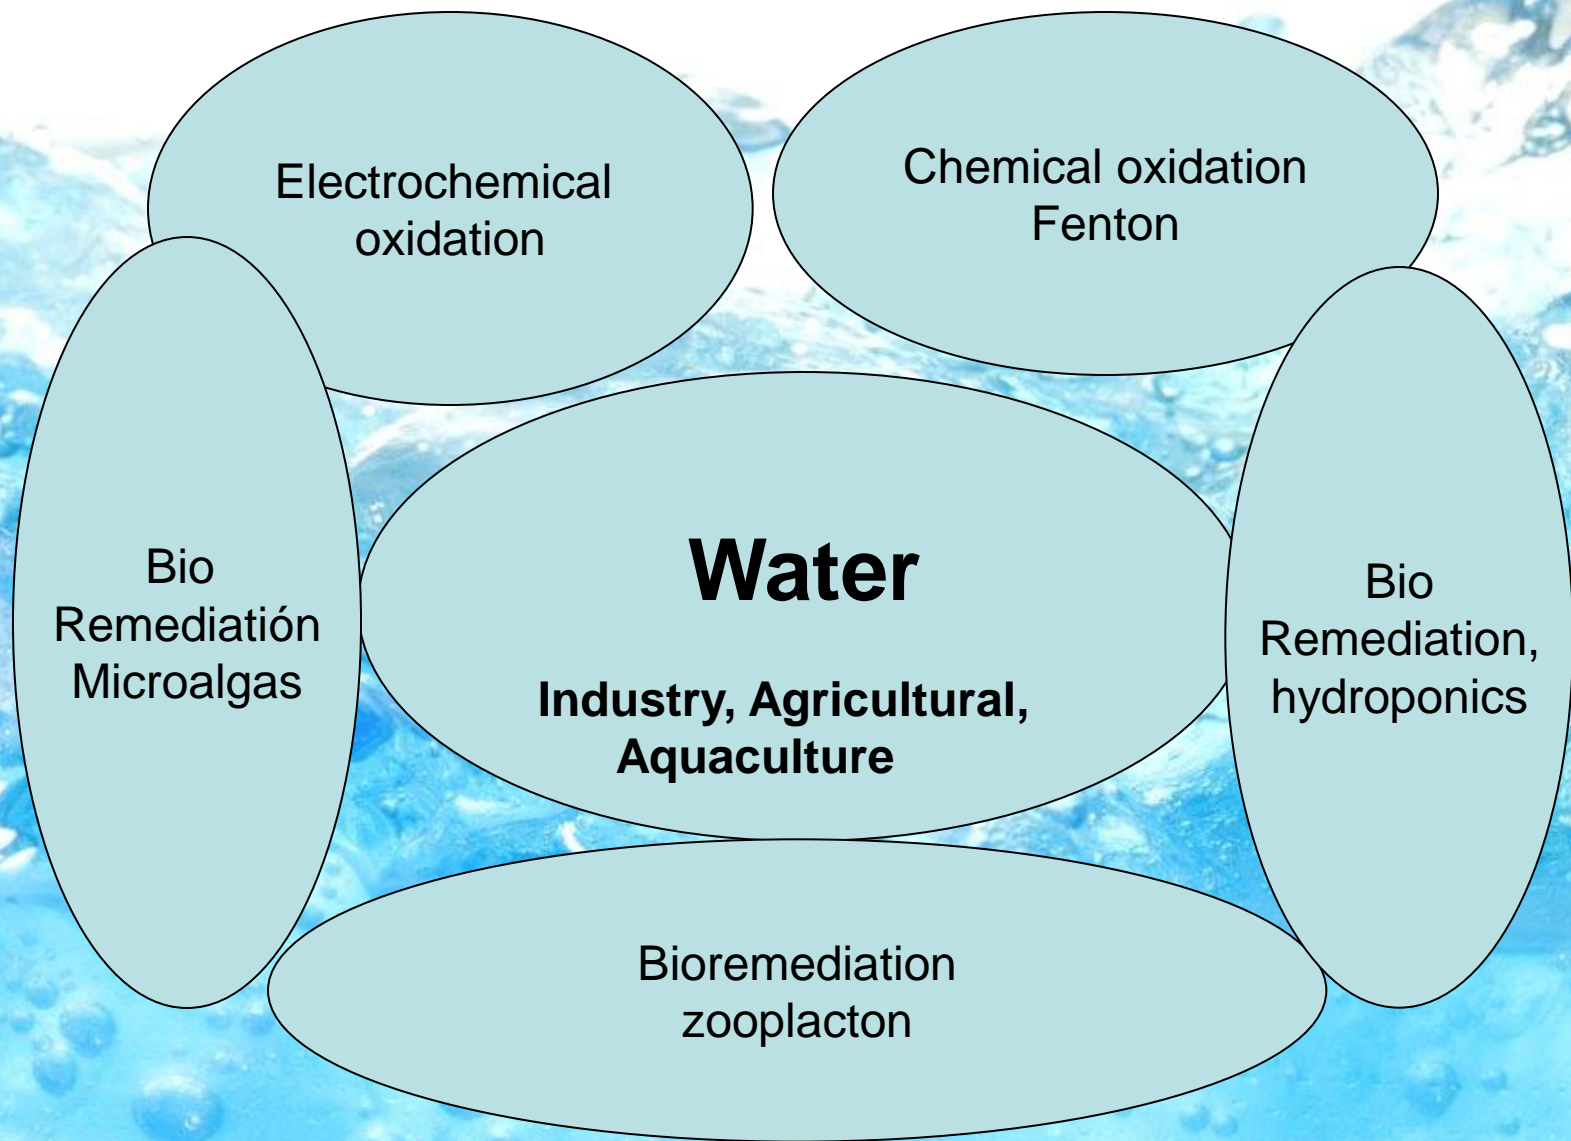 Electrochemical
oxidation
Chemical oxidation
Fenton
Bio
Remediatión
Microalgas
Water
Industry, Agricultural,
Aquaculture
Bio
Remediation,
hydroponics
Bioremediation
zooplacton